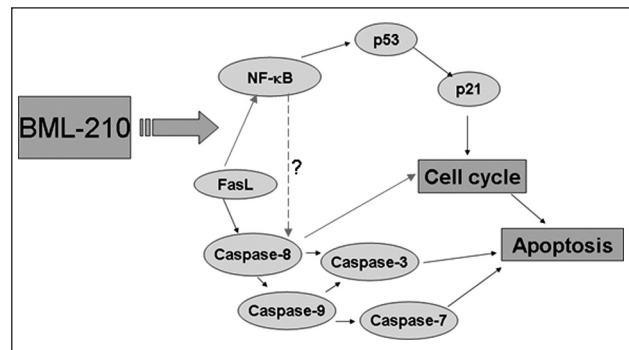 p53
NF-κB
p21
BML-210
?
FasL
Cell cycle
Caspase-8
Caspase-3
Apoptosis
Caspase-9
Caspase-7